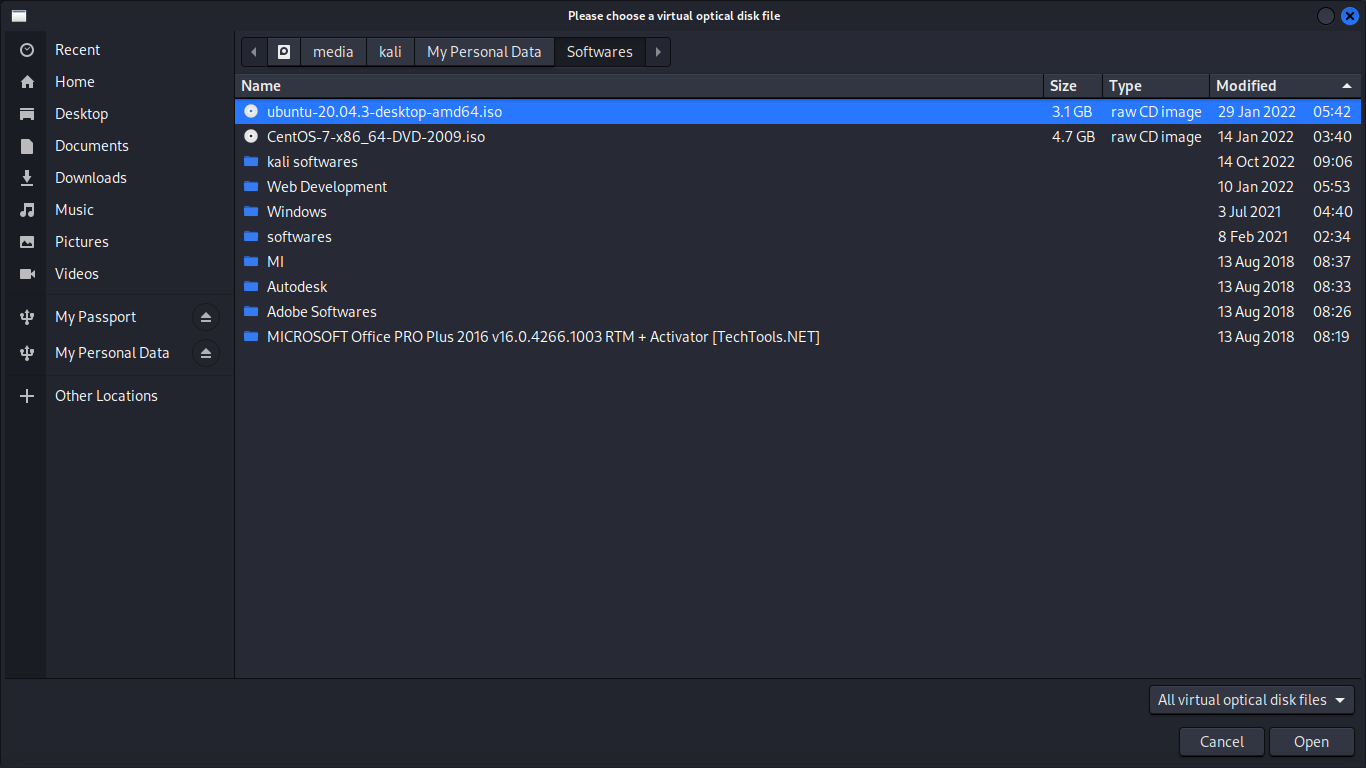 Please choose a virtual optical disk file
Recent
Home
Desktop
Documents
Downloads
Music
Pictures
Videos
My Passport
My Personal Data
Other Locations
media kali My Personal Data Softwares
Name Size Type Modified
ubuntu-20.04.3-desktop-amd64.iso 3.1 GB raw CD image 29 Jan 2022 05:42
CentOS-7-x86_64-DVD-2009.iso 4.7 GB raw CD image 14 Jan 2022 03:40
kali softwares 14 Oct 2022 09:06
Web Development 10 Jan 2022 05:53
Windows 3 Jul 2021 04:40
softwares 8 Feb 2021 02:34
MI 13 Aug 2018 08:37
Autodesk 13 Aug 2018 08:33
Adobe Softwares 13 Aug 2018 08:26
MICROSOFT Office PRO Plus 2016 v16.0.4266.1003 RTM + Activator [TechTools.NET] 13 Aug 2018 08:19
All virtual optical disk files
Cancel Open